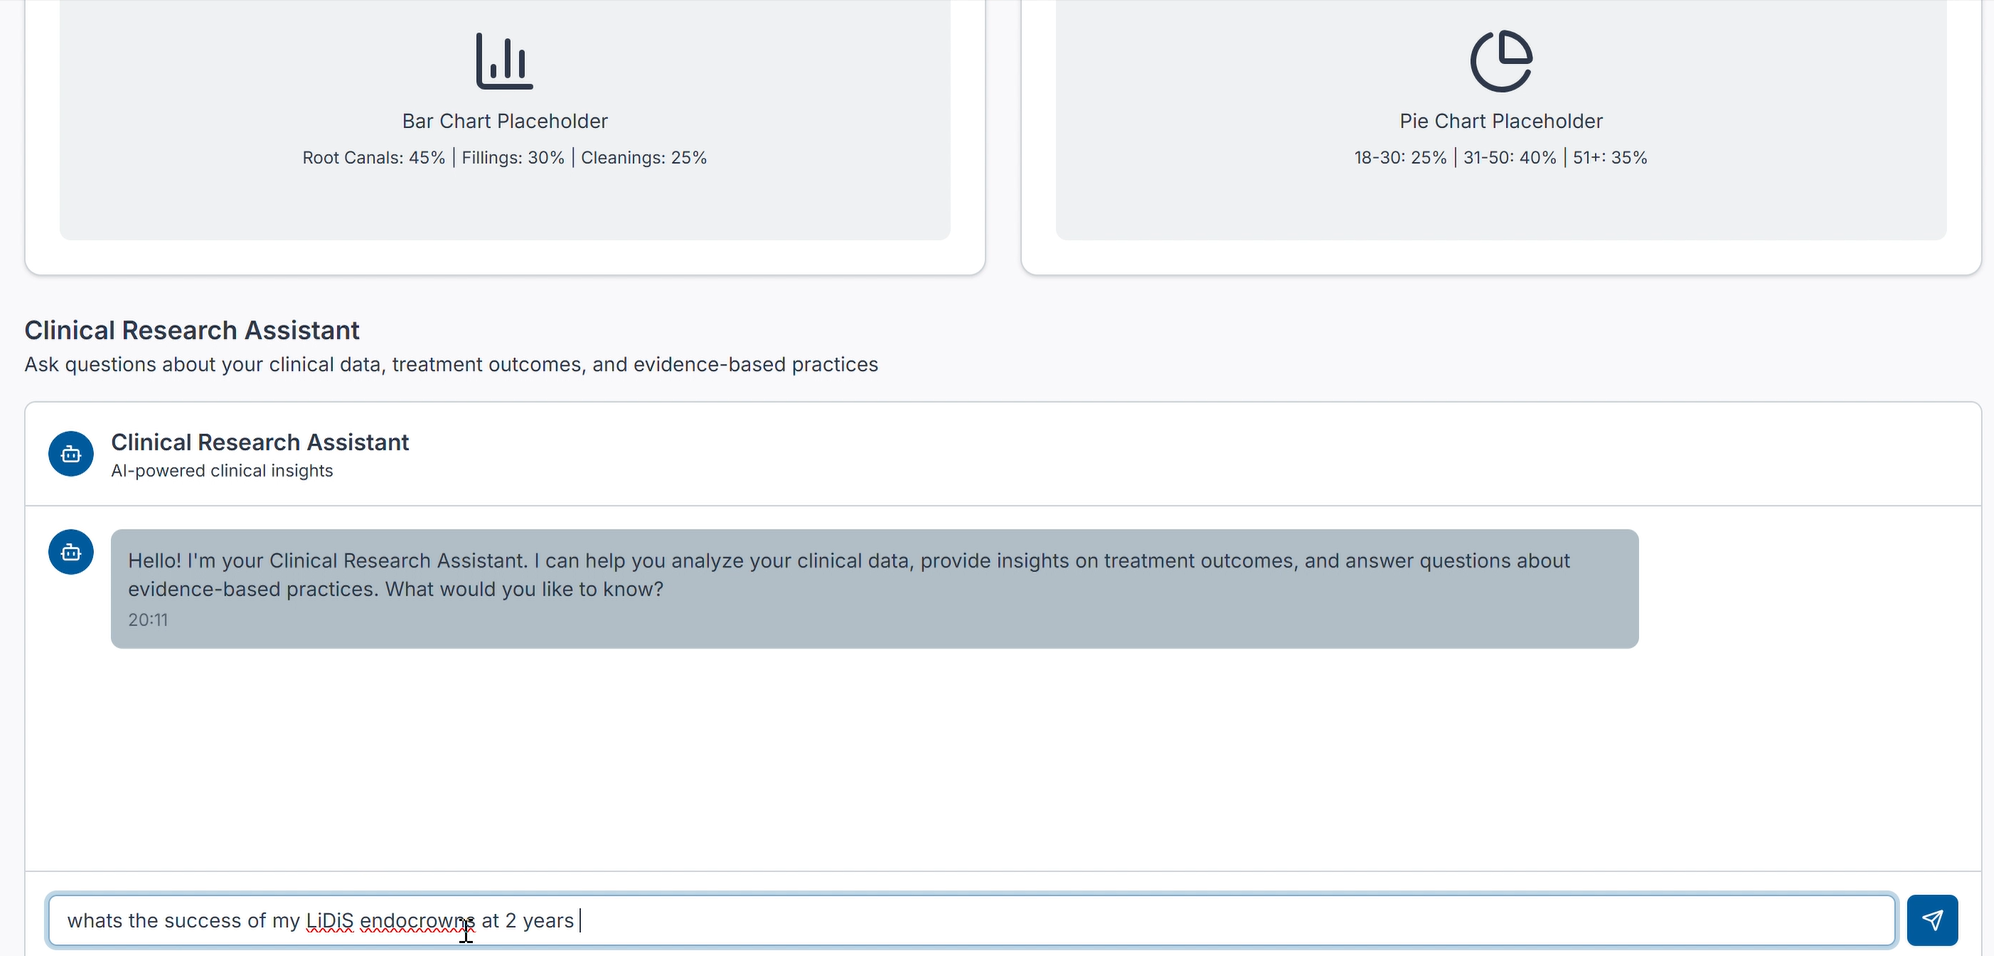 Bar Chart Placeholder
Root Canals: 45% | Fillings: 30% | Cleanings: 25%
Pie Chart Placeholder
18-30: 25% | 31-50: 40% | 51+: 35%
Clinical Research Assistant
Ask questions about your clinical data, treatment outcomes, and evidence-based practices
Clinical Research Assistant
AI-powered clinical insights
Hello! I'm your Clinical Research Assistant. I can help you analyze your clinical data, provide insights on treatment outcomes, and answer questions about
evidence-based practices. What would you like to know?
20:11
whats the success of my LiDiS endocrowns at 2 years